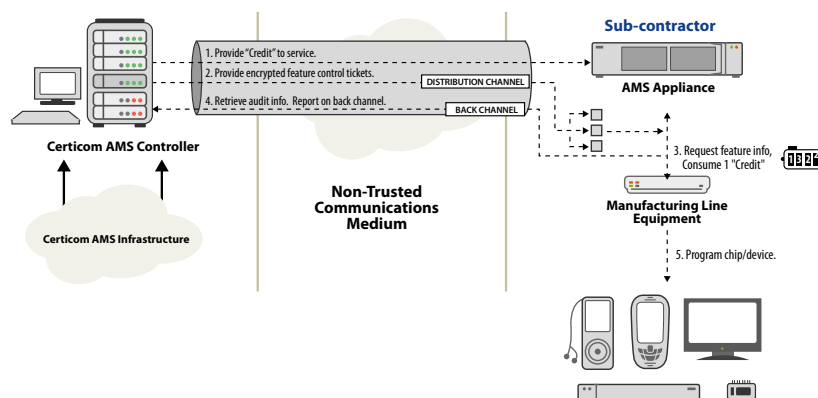 Sub-contractor
1. Provide "Credit" to service.
2. Provide encrypted feature control tickets.
DISTRIBUTION CHANNEL
4. Retrieve audit info. Report on back channel.
BACK CHANNEL
AMS Appliance
Certicom AMS Controller
3. Request feature info,
Consume 1 "Credit"
Non-Trusted
Communications
Medium
Manufacturing Line
Equipment
Certicom AMS Infrastructure
5. Program chip/device.